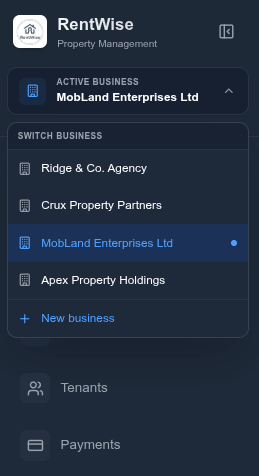 RentWise
RentWise
Property Management
ACTIVE BUSINESS
MobLand Enterprises Ltd
SWITCH BUSINESS
Ridge & Co. Agency
Crux Property Partners
MobLand Enterprises Ltd
Apex Property Holdings
New business
Tenants
Payments